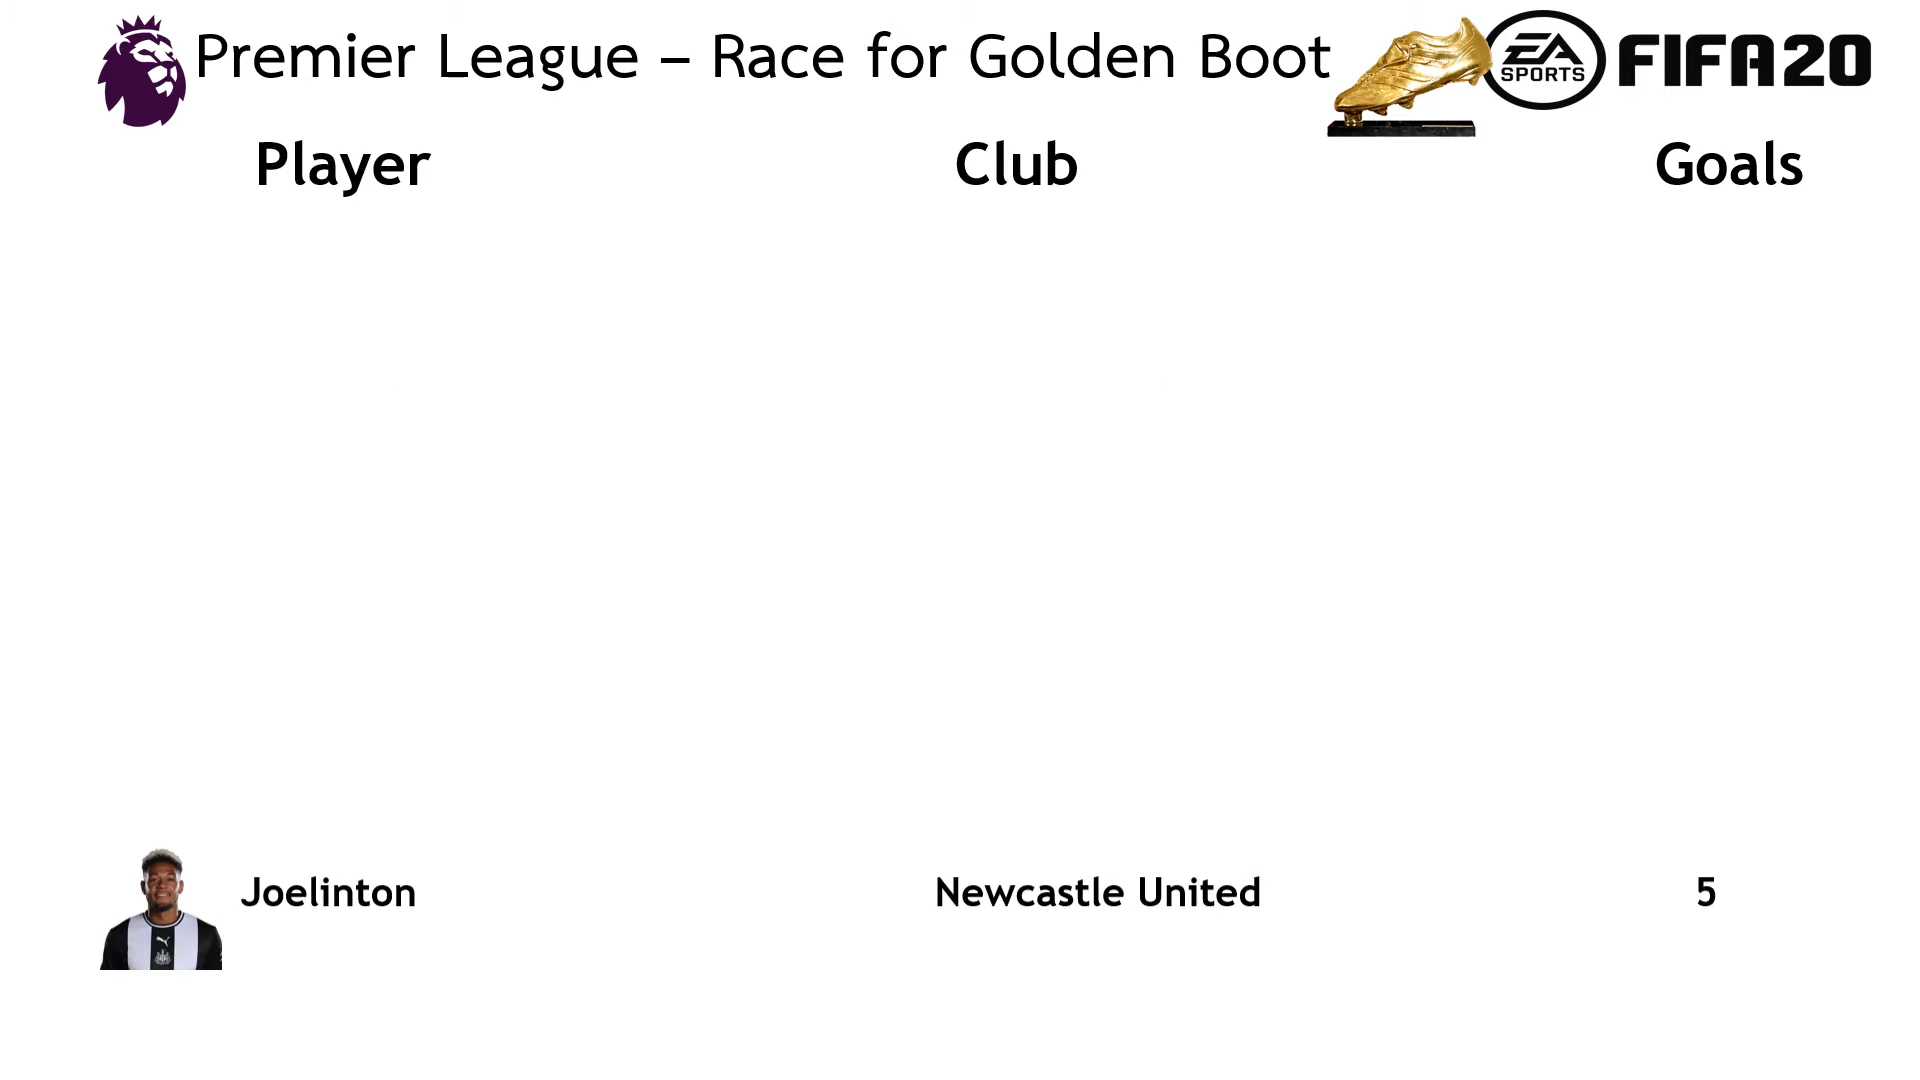 Premier League – Race for Golden Boot
EA SPORTS FIFA20
Player Club Goals
Joelinton Newcastle United 5